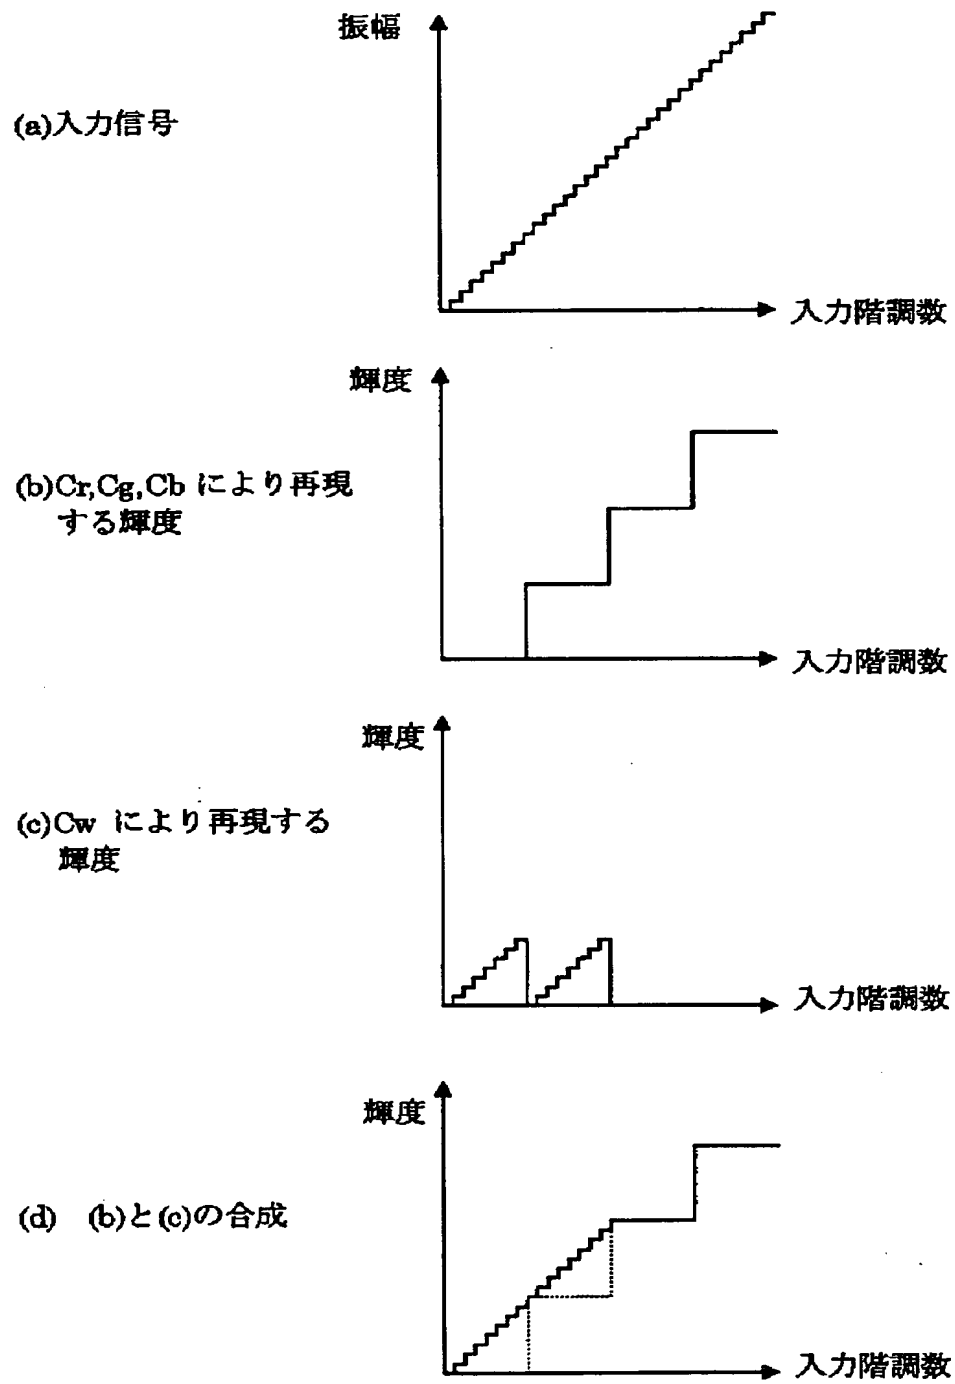 振幅
(a)入力信号
入力階調数
輝度
(b)Cr,Cg,Cb により再現
する輝度
入力階調数
輝度
(c)Cw により再現する
輝度
入力階調数
輝度
(d) (b)と(c)の合成
入力階調数